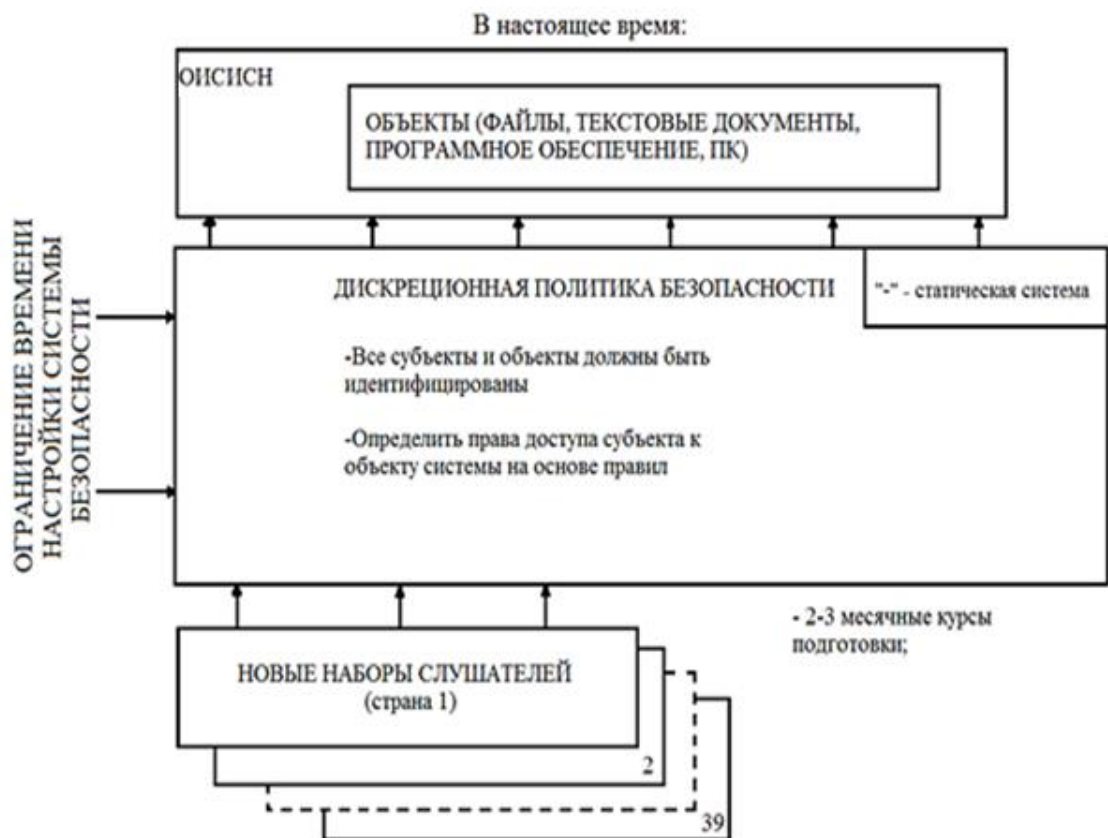 В настоящее время:
ОИСИСН
ОБЪЕКТЫ (ФАЙЛЫ, ТЕКСТОВЫЕ ДОКУМЕНТЫ,
ПРОГРАММНОЕ ОБЕСПЕЧЕНИЕ, ПК)
ОГРАНИЧЕНИЕ ВРЕМЕНИ
НАСТРОЙКИ СИСТЕМЫ
БЕЗОПАСНОСТИ
ДИСКРЕЦИОННАЯ ПОЛИТИКА БЕЗОПАСНОСТИ
"-" - статическая система
-Все субъекты и объекты должны быть
идентифицированы
-Определить права доступа субъекта к
объекту системы на основе правил
- 2-3 месячные курсы
подготовки;
НОВЫЕ НАБОРЫ СЛУШАТЕЛЕЙ
(страна 1)
2
39